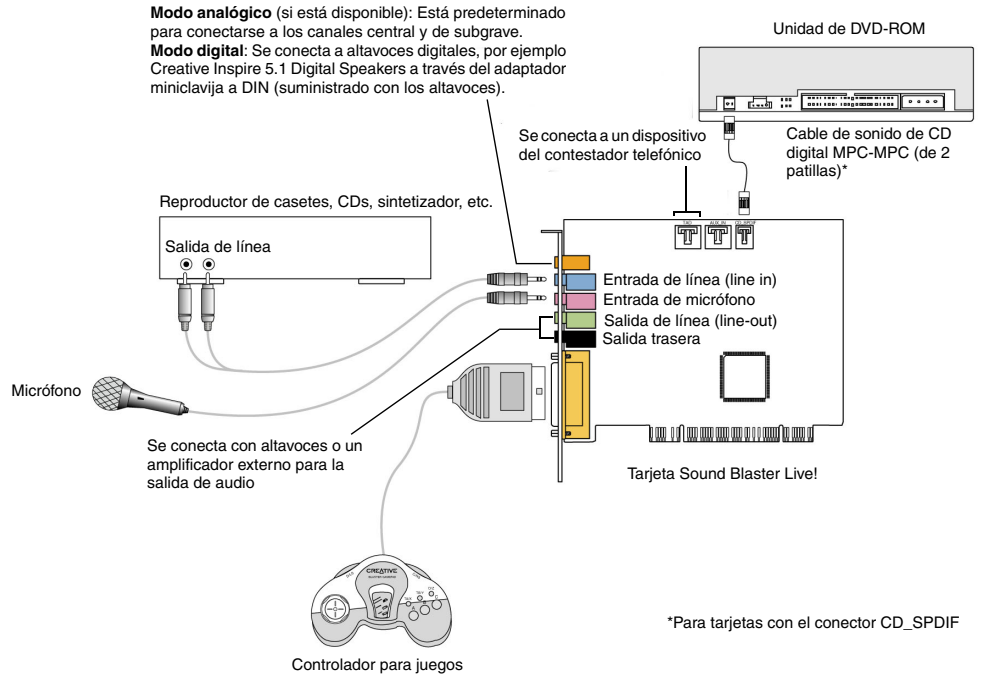 Modo analógico (si está disponible): Está predeterminado
para conectarse a los canales central y de subgrave.
Modo digital: Se conecta a altavoces digitales, por ejemplo
Creative Inspire 5.1 Digital Speakers a través del adaptador
miniclavija a DIN (suministrado con los altavoces).
Unidad de DVD-ROM
Se conecta a un dispositivo
del contestador telefónico
Cable de sonido de CD
digital MPC-MPC (de 2
patillas)*
Reproductor de casetes, CDs, sintetizador, etc.
Salida de línea
TAD
AUX_IN
CD_SPDIF
Entrada de línea (line in)
Entrada de micrófono
Salida de línea (line-out)
Salida trasera
Micrófono
Se conecta con altavoces o un
amplificador externo para la
salida de audio
Tarjeta Sound Blaster Live!
CREATIVE
A
B
C
*Para tarjetas con el conector CD_SPDIF
Controlador para juegos